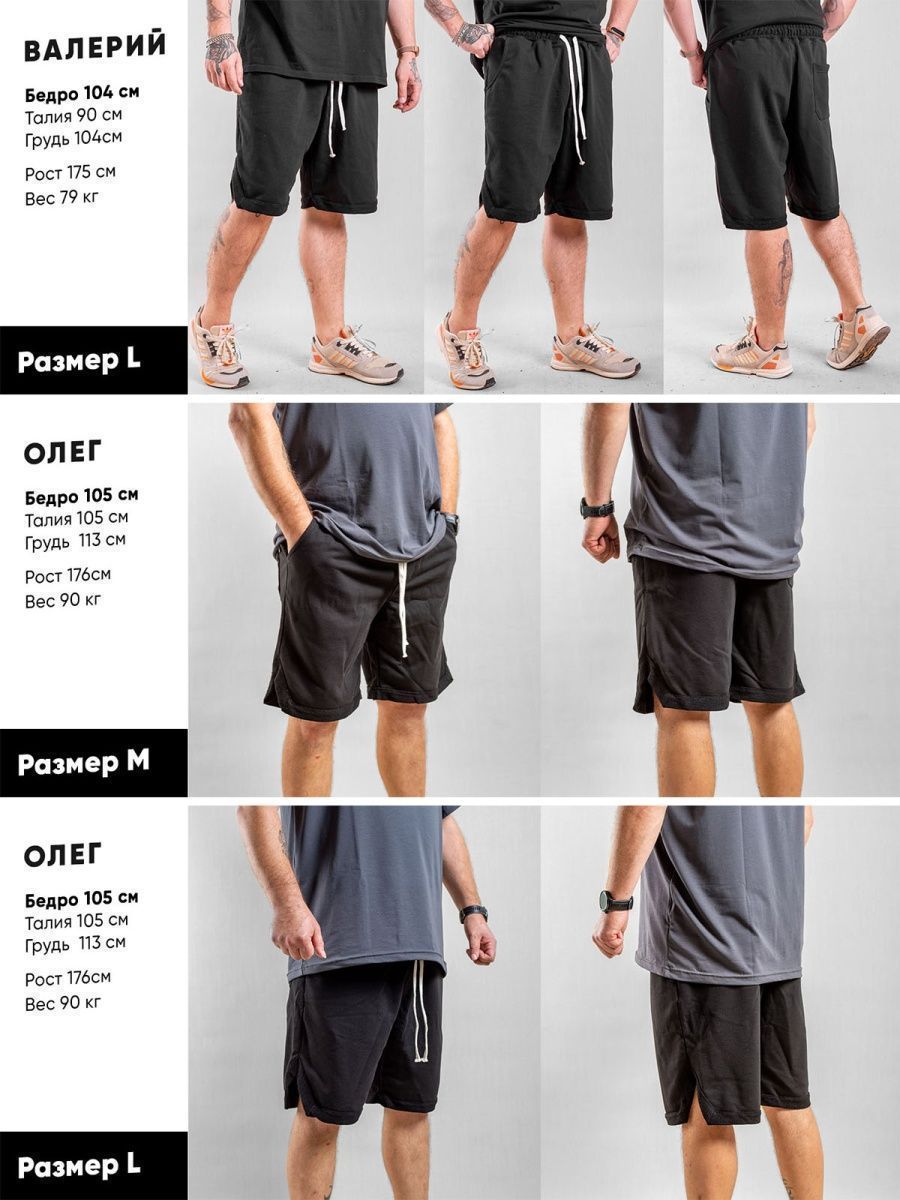 ВАЛЕРИЙ
Бедро 104 см
Талия 90 см
Грудь 104см
Рост 175 см
Вес 79 кг
Размер L
ОЛЕГ
Бедро 105 см
Талия 105 см
Грудь 113 см
Рост 176см
Вес 90 кг
Размер M
ОЛЕГ
Бедро 105 см
Талия 105 см
Грудь 113 см
Рост 176см
Вес 90 кг
Размер L